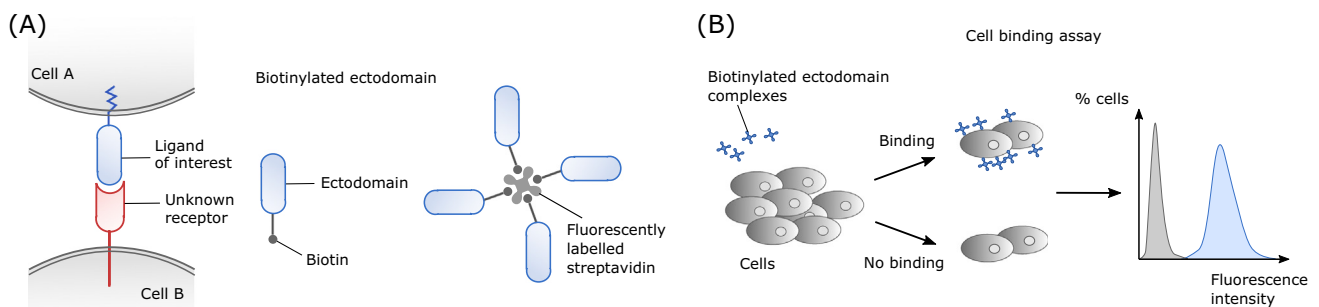 (A)
Cell A
Ligand
of interest
Unknown
receptor
Cell B
Biotinylated ectodomain
Ectodomain
Biotin
Fluorescently
labelled
streptavidin
(B)
Cell binding assay
Biotinylated ectodomain
complexes
Cells
Binding
No binding
% cells
Fluorescence
intensity